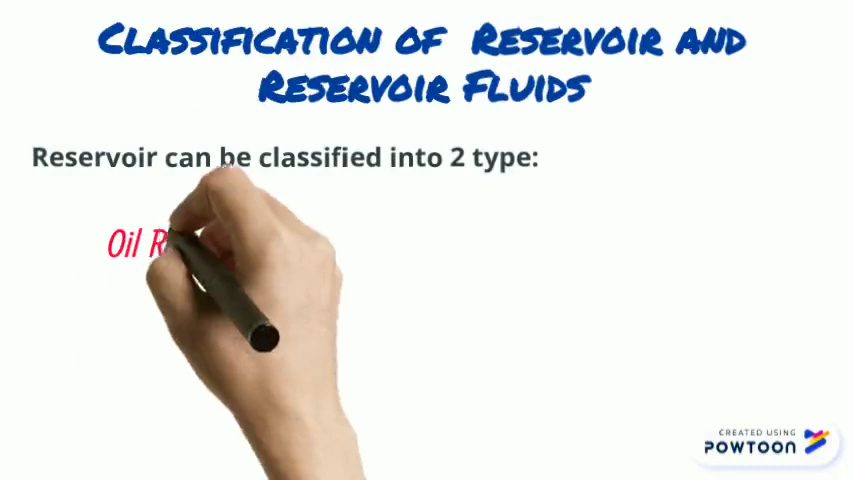 Classification of Reservoir and
Reservoir Fluids
Reservoir can be classified into 2 type:
Oil R
CREATED USING
POWTOON